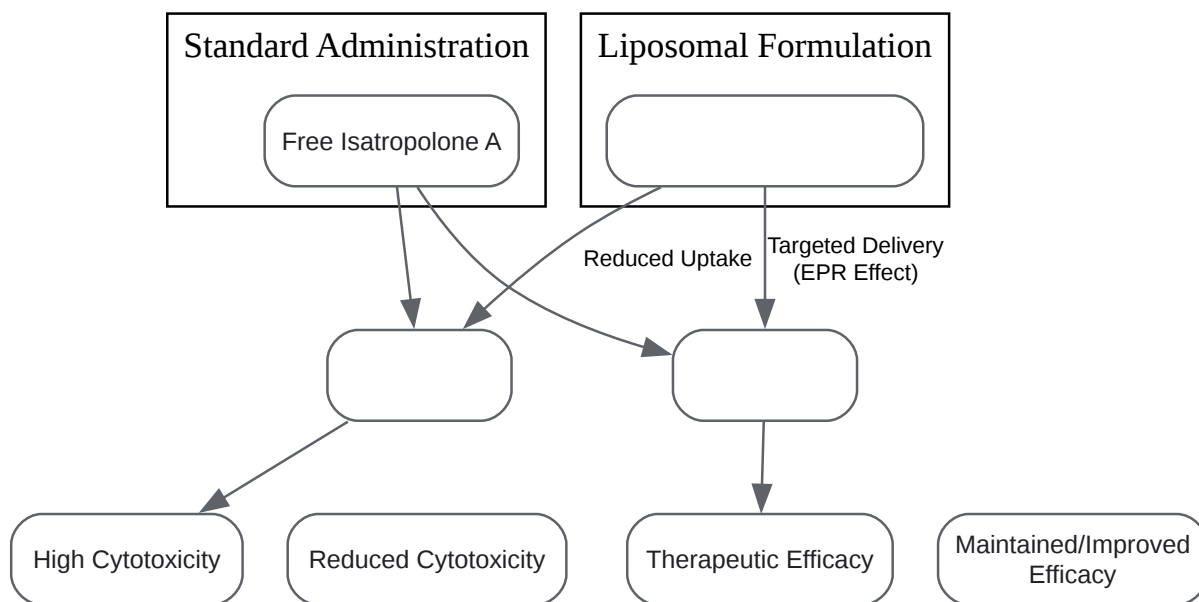 Standard Administration
Liposomal Formulation
Free Isatropolone A
Reduced Uptake
Targeted Delivery
(EPR Effect)
High Cytotoxicity
Reduced Cytotoxicity
Therapeutic Efficacy
Maintained/Improved
Efficacy